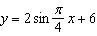 y = 2 sin π/4 x + 6